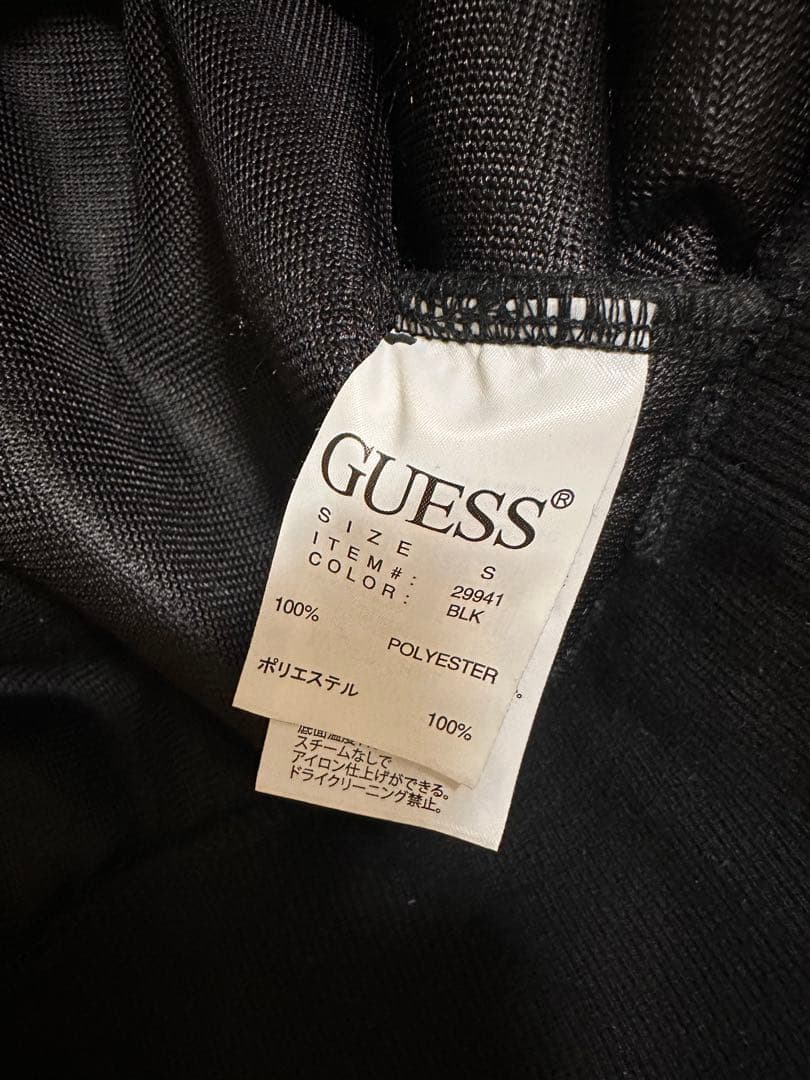 GUESS®
SIZE S
ITEM#: 29941
COLOR: BLK
100% POLYESTER
ポリエステル 100%
スチームなしで
アイロン仕上げができる。
ドライクリーニング禁止。